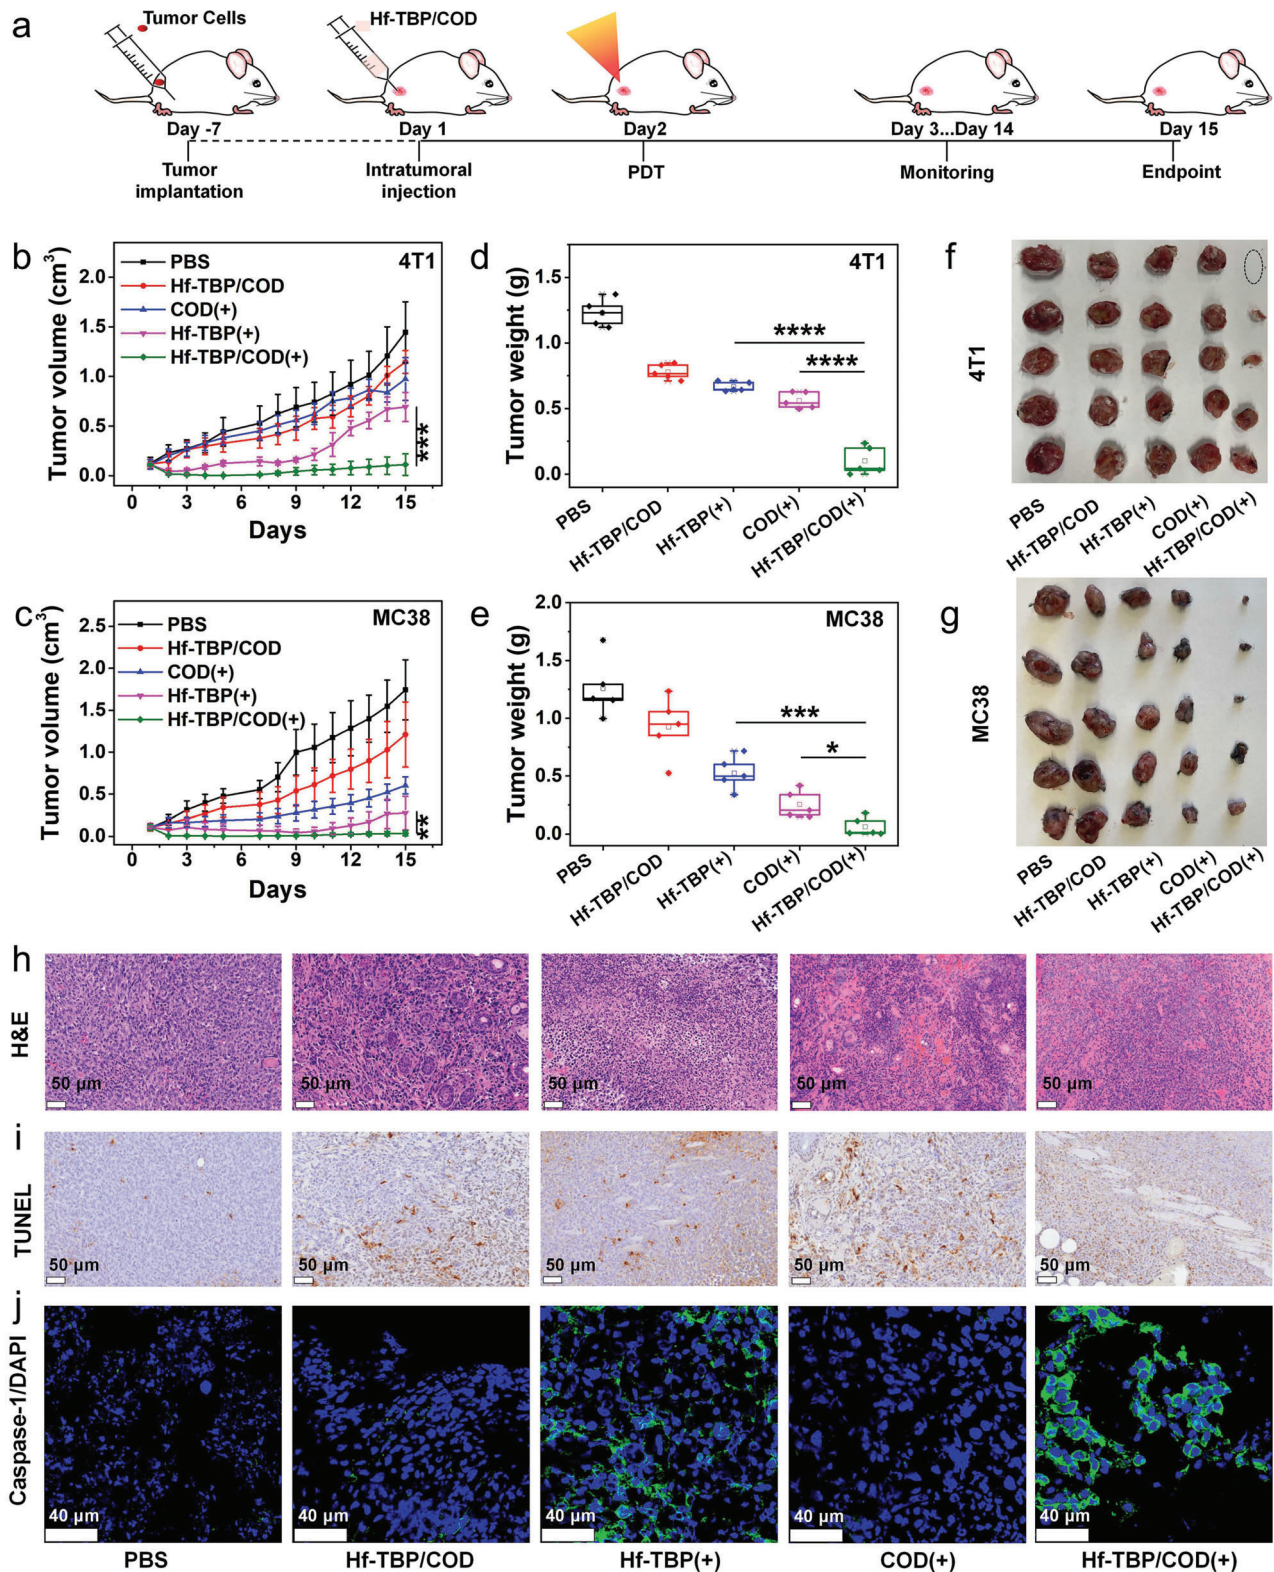 a
Tumor Cells
Hf-TBP/COD
Day -7
Day 1
Day2
Day 3...Day 14
Day 15
Tumor
implantation
Intratumoral
injection
PDT
Monitoring
Endpoint
b
4T1
PBS
Hf-TBP/COD
COD(+)
Hf-TBP(+)
Hf-TBP/COD(+)
Tumor volume (cm³)
2.0
1.5
1.0
0.5
0.0
0 3 6 9 12 15
Days
****
d
4T1
Tumor weight (g)
1.5
1.0
0.5
0.0
****
****
PBS
Hf-TBP/COD
Hf-TBP(+)
COD(+)
Hf-TBP/COD(+)
f
4T1
PBS
Hf-TBP/COD
Hf-TBP(+)
COD(+)
Hf-TBP/COD(+)
c
MC38
PBS
Hf-TBP/COD
COD(+)
Hf-TBP(+)
Hf-TBP/COD(+)
Tumor volume (cm³)
2.5
2.0
1.5
1.0
0.5
0.0
0 3 6 9 12 15
Days
**
e
MC38
Tumor weight (g)
2.0
1.5
1.0
0.5
0.0
***
*
PBS
Hf-TBP/COD
Hf-TBP(+)
COD(+)
Hf-TBP/COD(+)
g
MC38
PBS
Hf-TBP/COD
Hf-TBP(+)
COD(+)
Hf-TBP/COD(+)
h
H&E
50 µm
50 µm
50 µm
50 µm
50 µm
i
TUNEL
50 µm
50 µm
50 µm
50 µm
50 µm
j
Caspase-1/DAPI
40 µm
40 µm
40 µm
40 µm
40 µm
PBS
Hf-TBP/COD
Hf-TBP(+)
COD(+)
Hf-TBP/COD(+)